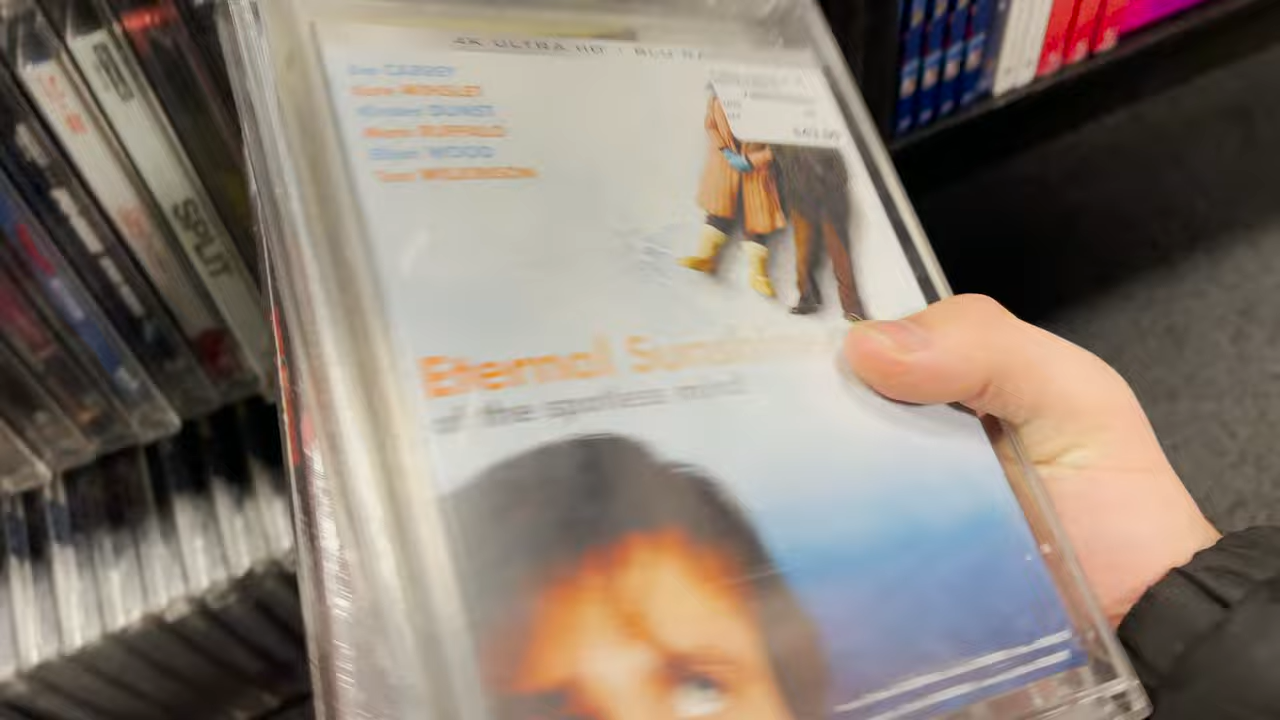 4K ULTRA HD + BLU-RA
Jim CARREY
Kate WINSLET
Kirsten DUNST
Mark RUFFALO
Elijah WOOD
Tom WILKINSON
Eternal Sunshine
of the spotless mind
SPLIT